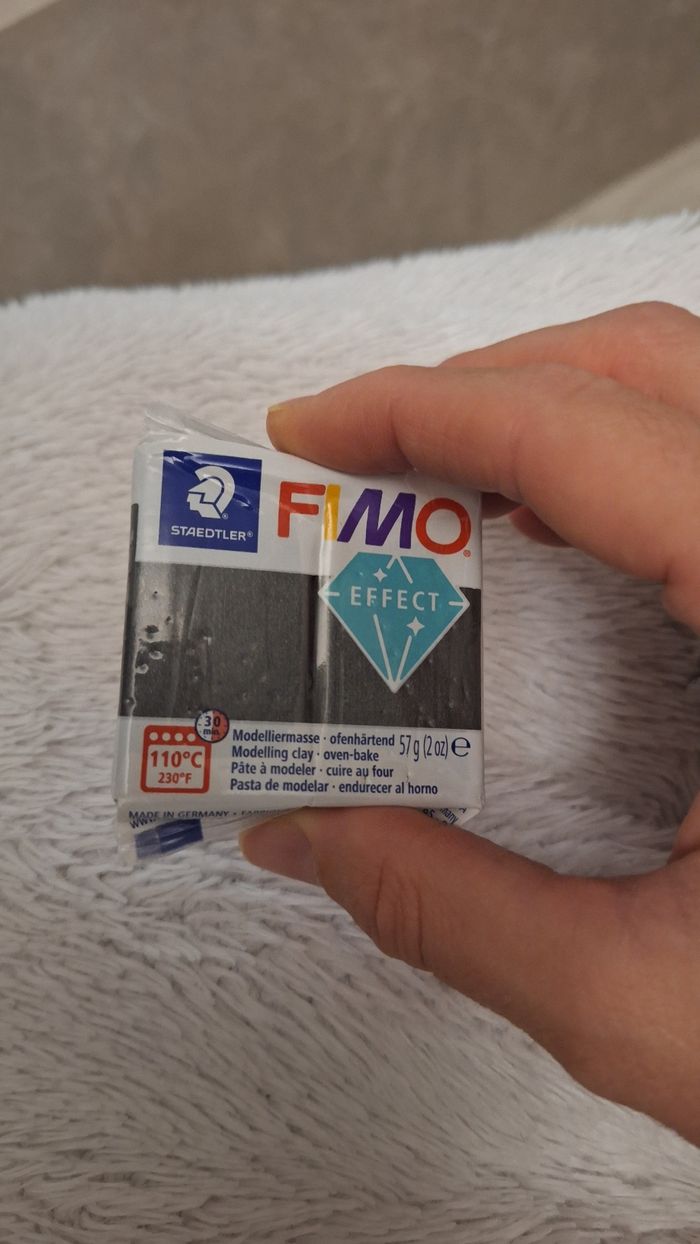 STAEDTLER®
FIMO®
EFFECT
30
min.
110°C
230°F
Modelliermasse · ofenhärtend
Modelling clay · oven-bake
Pâte à modeler · cuire au four
Pasta de modelar · endurecer al horno
57 g (2 oz) e
MADE IN GERMANY